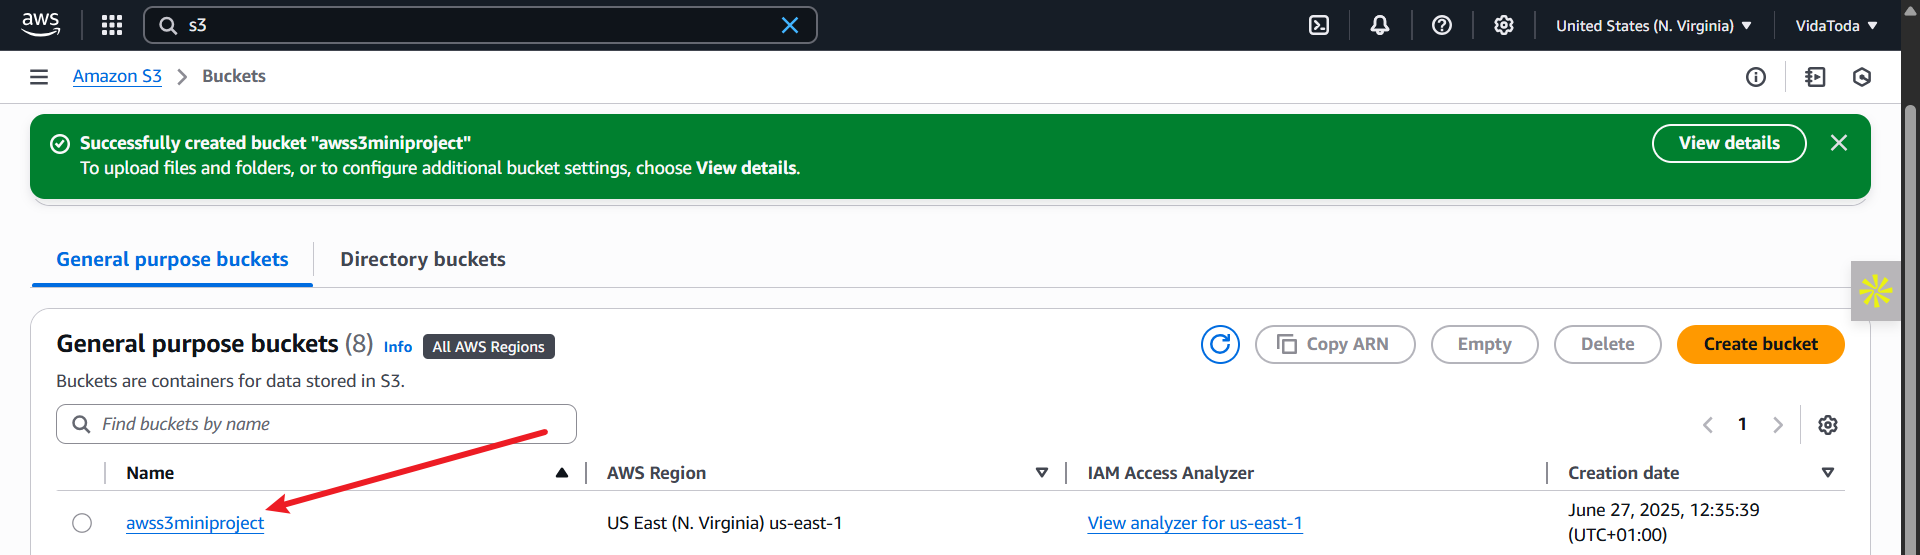 aws
s3
United States (N. Virginia)
VidaToda
Amazon S3
Buckets
Successfully created bucket "awss3miniproject"
View details
To upload files and folders, or to configure additional bucket settings, choose View details.
General purpose buckets
Directory buckets
General purpose buckets (8)
Info
All AWS Regions
Copy ARN
Empty
Delete
Create bucket
Buckets are containers for data stored in S3.
Find buckets by name
1
Name
AWS Region
IAM Access Analyzer
Creation date
awss3miniproject
US East (N. Virginia) us-east-1
View analyzer for us-east-1
June 27, 2025, 12:35:39
(UTC+01:00)